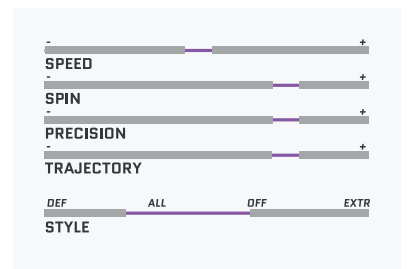 - +
SPEED
- +
SPIN
- +
PRECISION
- +
TRAJECTORY
DEF ALL OFF EXTR
STYLE